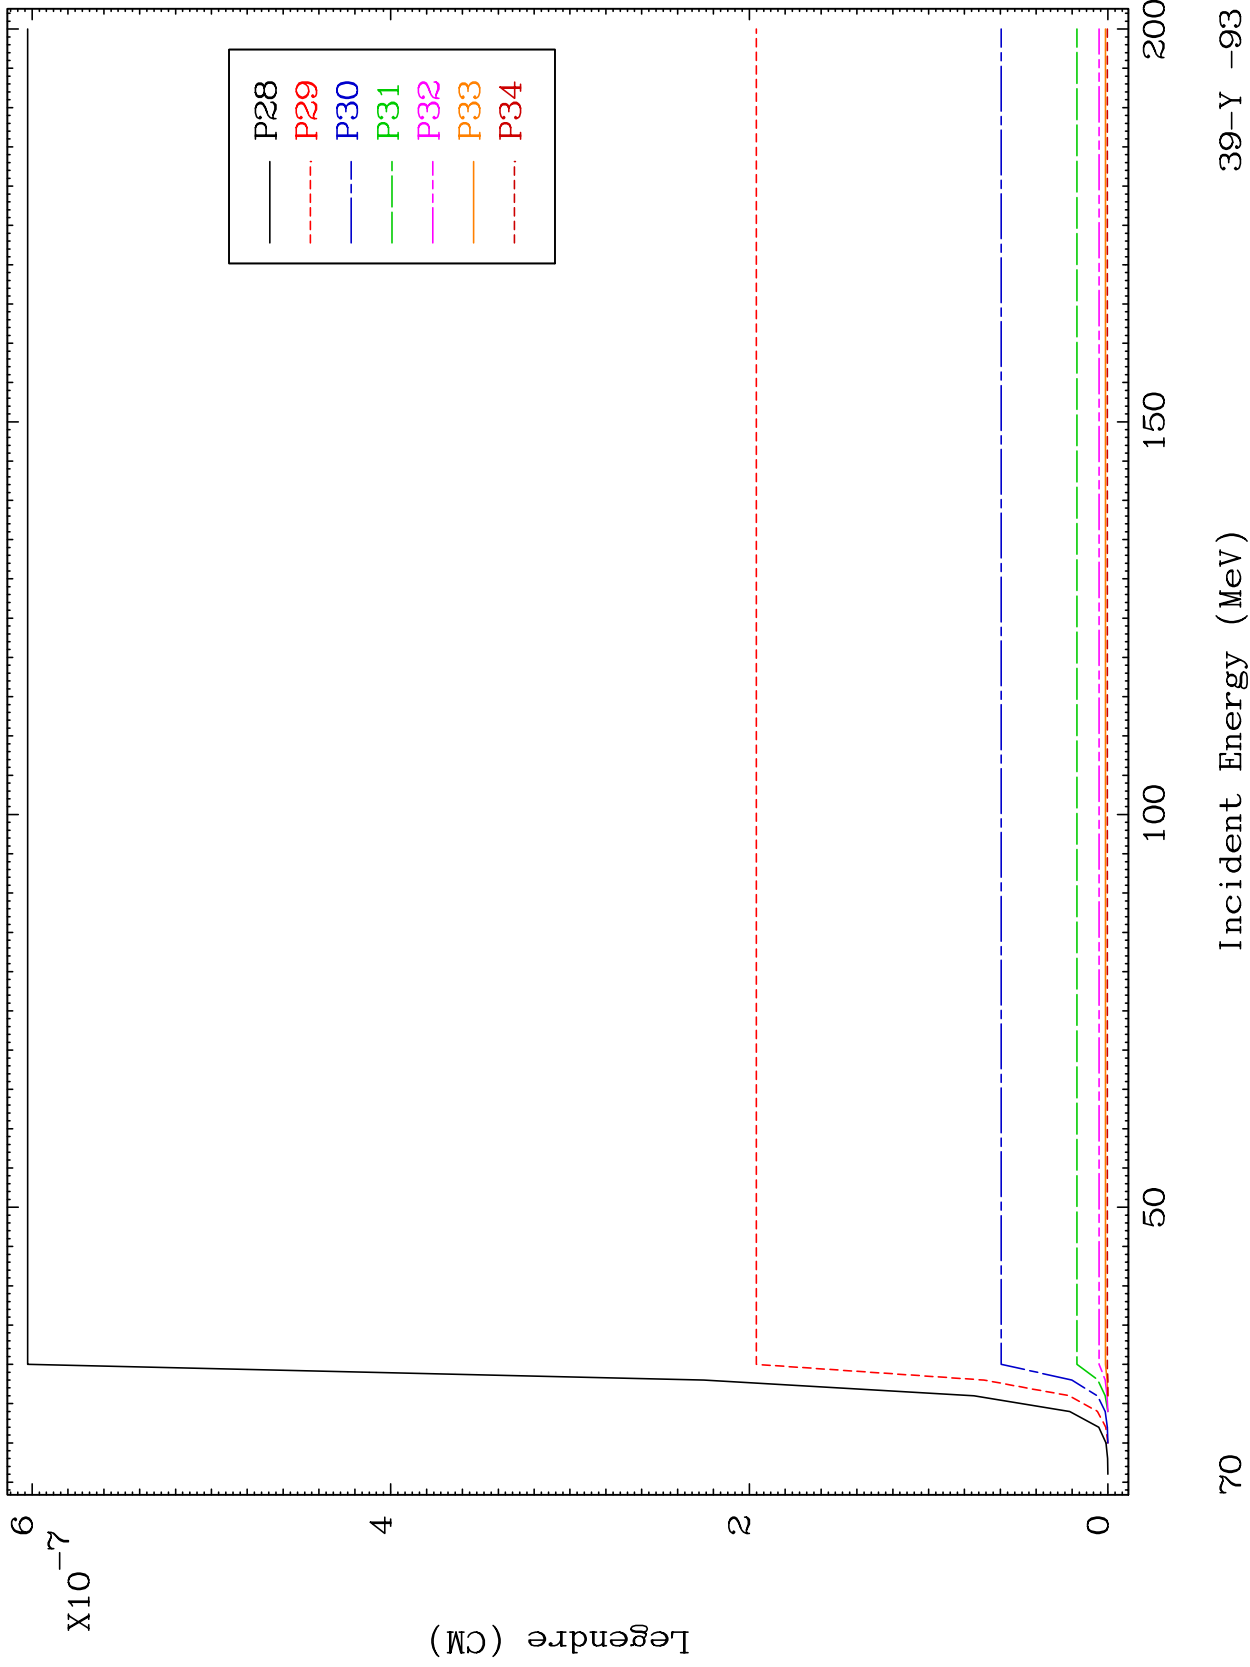 6
4
2
0
X10⁻⁷
Legendre (CM)
P28
P29
P30
P31
P32
P33
P34
50
100
150
200
Incident Energy (MeV)
70
39-Y -93